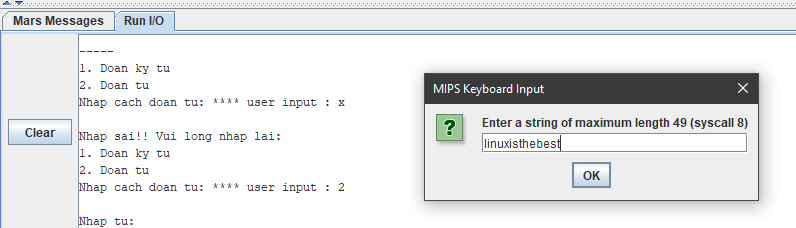 Mars Messages
Run I/O
Clear
-----
1. Doan ky tu
2. Doan tu
Nhap cach doan tu: **** user input : x
Nhap sai!! Vui long nhap lai:
1. Doan ky tu
2. Doan tu
Nhap cach doan tu: **** user input : 2
Nhap tu:
MIPS Keyboard Input
?
Enter a string of maximum length 49 (syscall 8)
linuxisthebest
OK